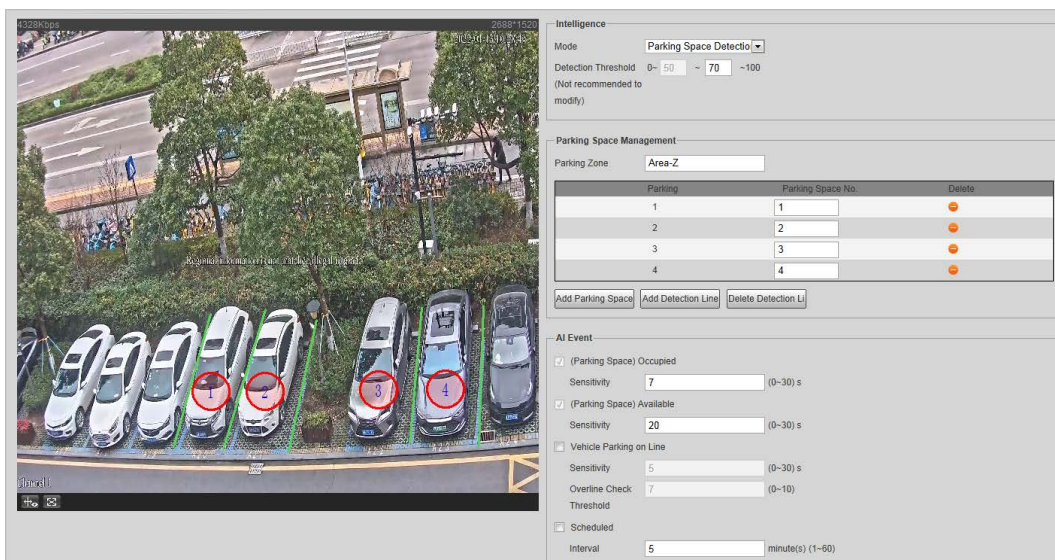 4328Kbps
2688*1520
1
2
3
4
Channel 1
Intelligence
Mode
Parking Space Detectio
Detection Threshold 0~ 50 ~ 70 ~100
(Not recommended to
modify)
Parking Space Management
Parking Zone
Area-Z
Parking Parking Space No. Delete
1 1
2 2
3 3
4 4
Add Parking Space Add Detection Line Delete Detection Li
AI Event
(Parking Space) Occupied
Sensitivity 7 (0~30) s
(Parking Space) Available
Sensitivity 20 (0~30) s
Vehicle Parking on Line
Sensitivity 5 (0~30) s
Overline Check 7 (0~10)
Threshold
Scheduled
Interval 5 minute(s) (1~60)